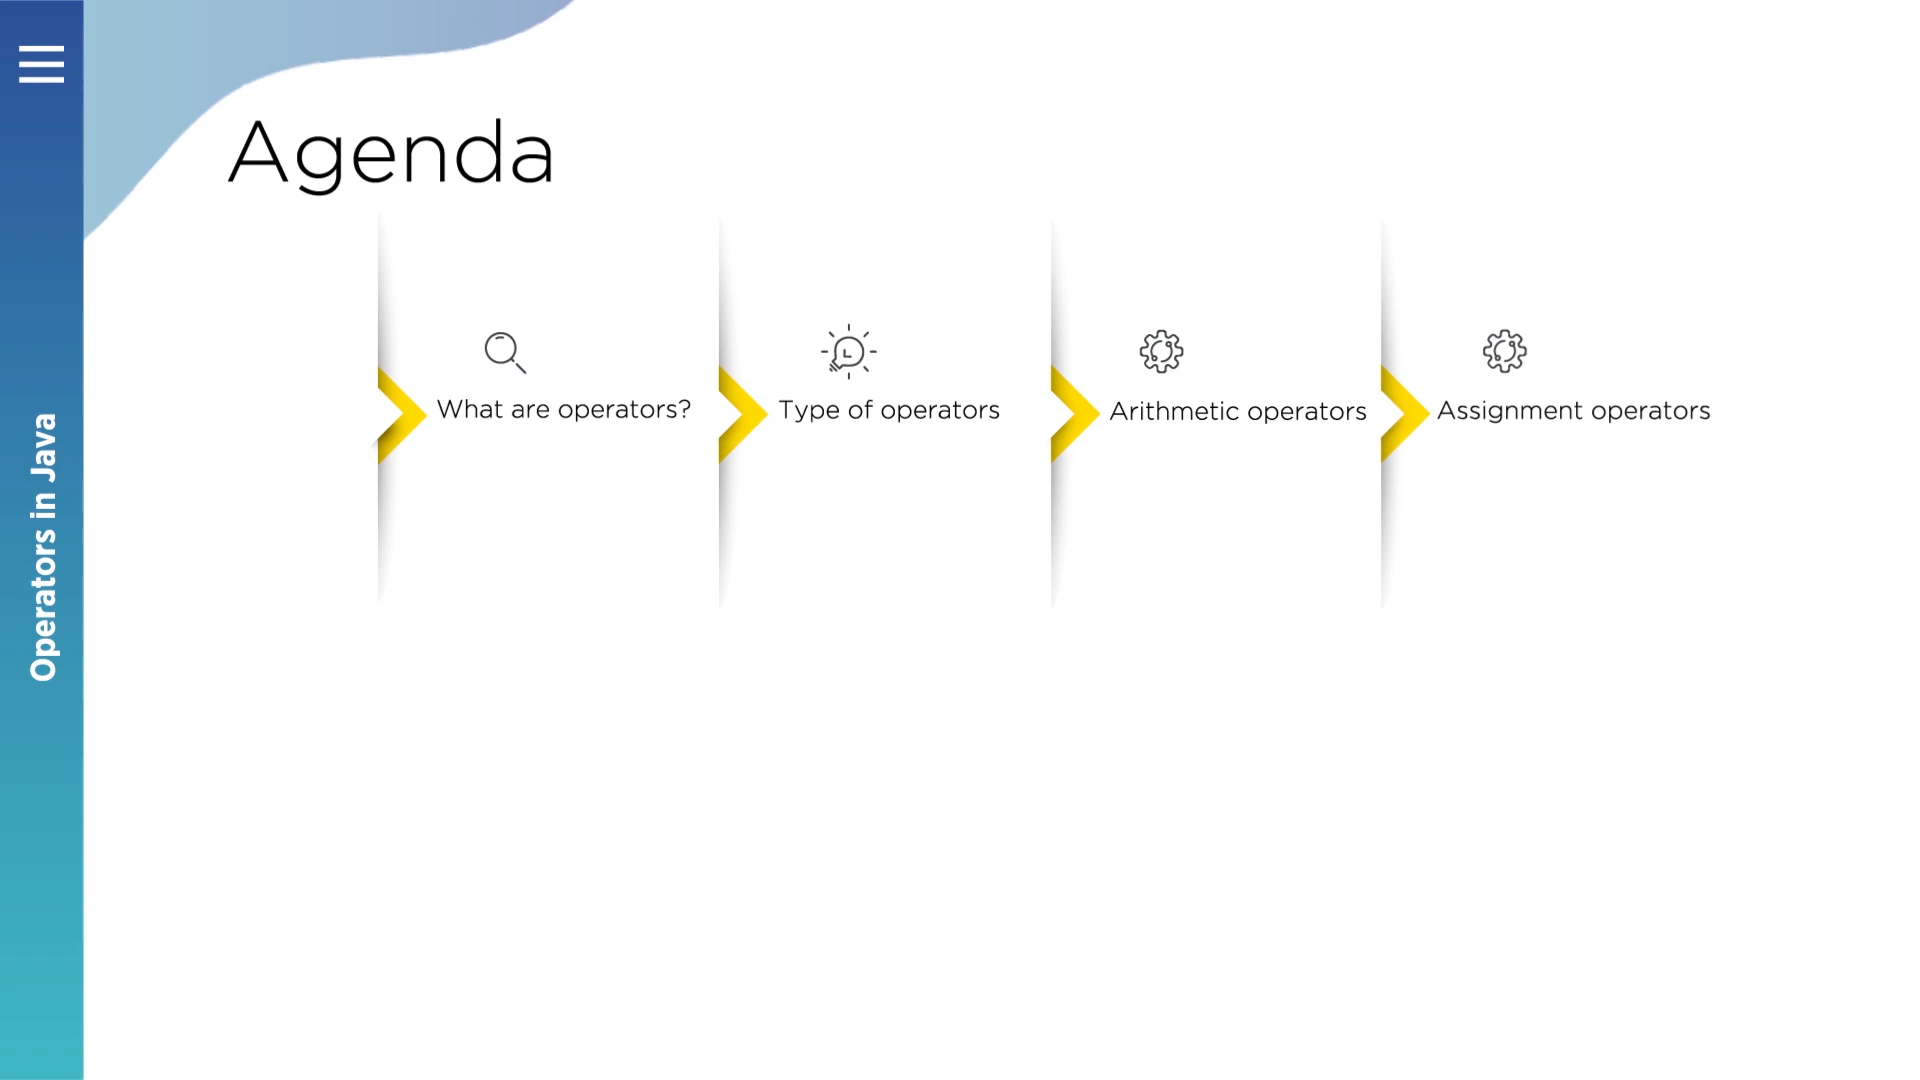 Agenda
What are operators?
Type of operators
Arithmetic operators
Assignment operators
Operators in Java